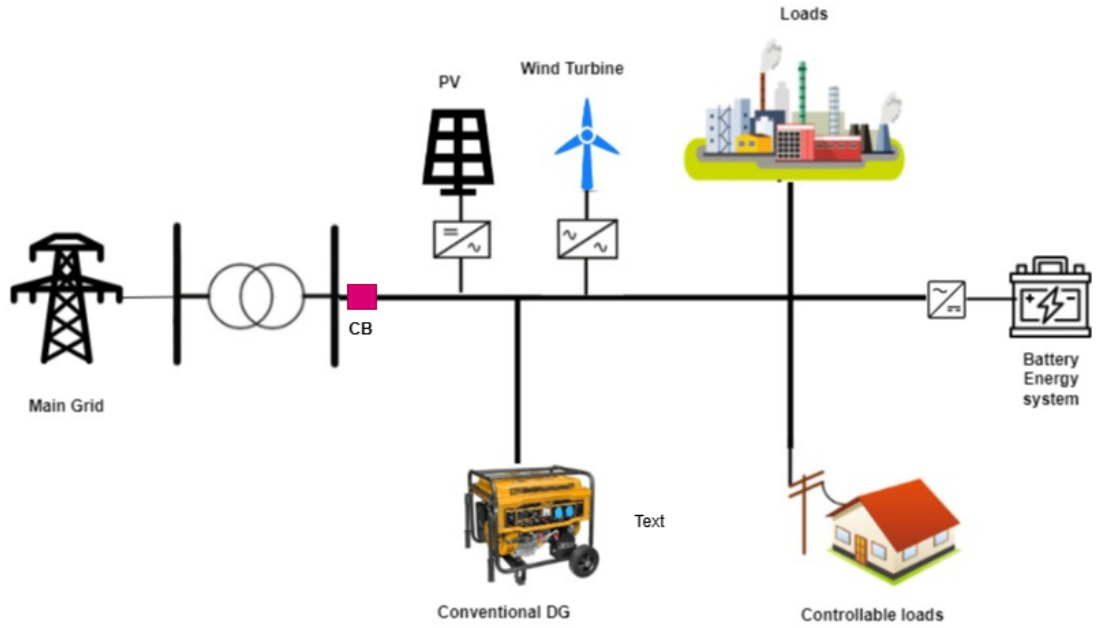 Loads
Wind Turbine
PV
CB
Main Grid
Battery
Energy
system
Text
Conventional DG
Controllable loads